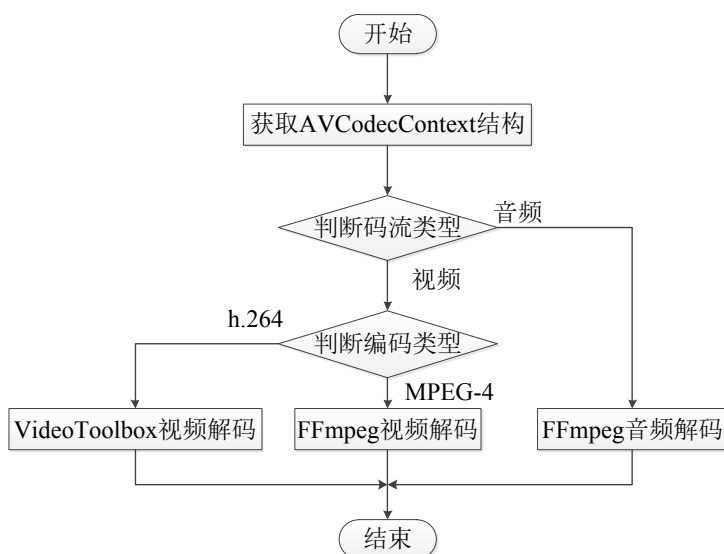 开始
获取AVCodecContext结构
判断码流类型
音频
视频
h.264
判断编码类型
MPEG-4
VideoToolbox视频解码
FFmpeg视频解码
FFmpeg音频解码
结束